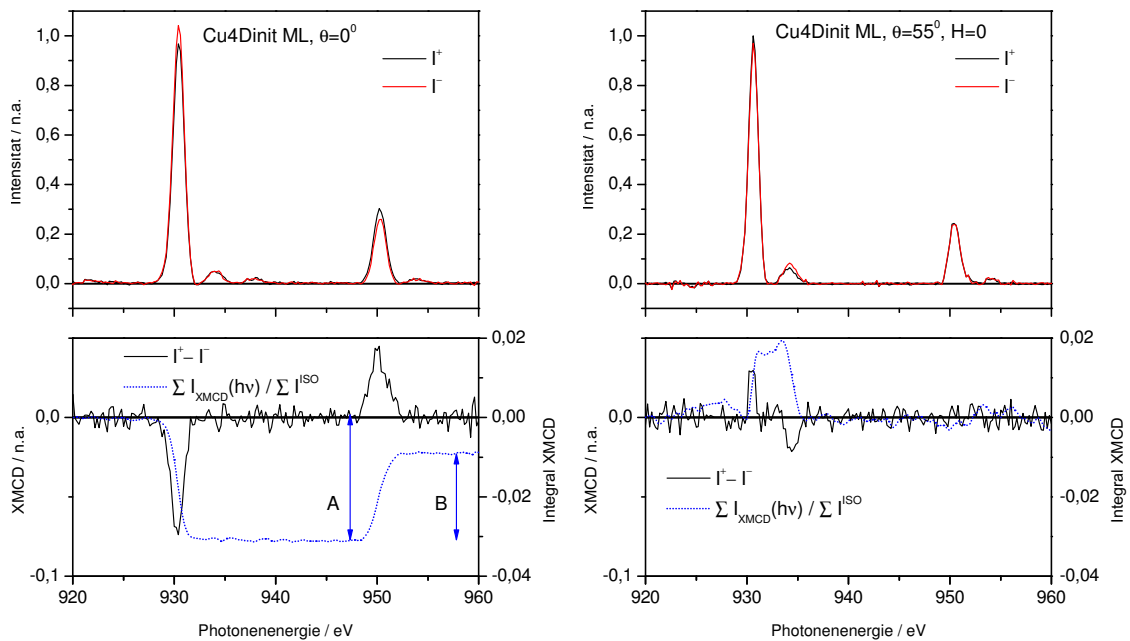 Cu4Dinit ML, θ=0⁰
I⁺
I⁻
1,0
0,8
0,6
0,4
0,2
0,0
Intensitat / n.a.
Cu4Dinit ML, θ=55⁰, H=0
I⁺
I⁻
1,0
0,8
0,6
0,4
0,2
0,0
Intensitat / n.a.
I⁺– I⁻
∑ I_XMCD(hν) / ∑ I^ISO
A
B
0,0
-0,1
XMCD / n.a.
0,02
0,00
-0,02
-0,04
Integral XMCD
920 930 940 950 960
Photonenenergie / eV
I⁺– I⁻
∑ I_XMCD(hν) / ∑ I^ISO
0,0
-0,1
XMCD / n.a.
0,02
0,00
-0,02
-0,04
Integral XMCD
920 930 940 950 960
Photonenenergie / eV